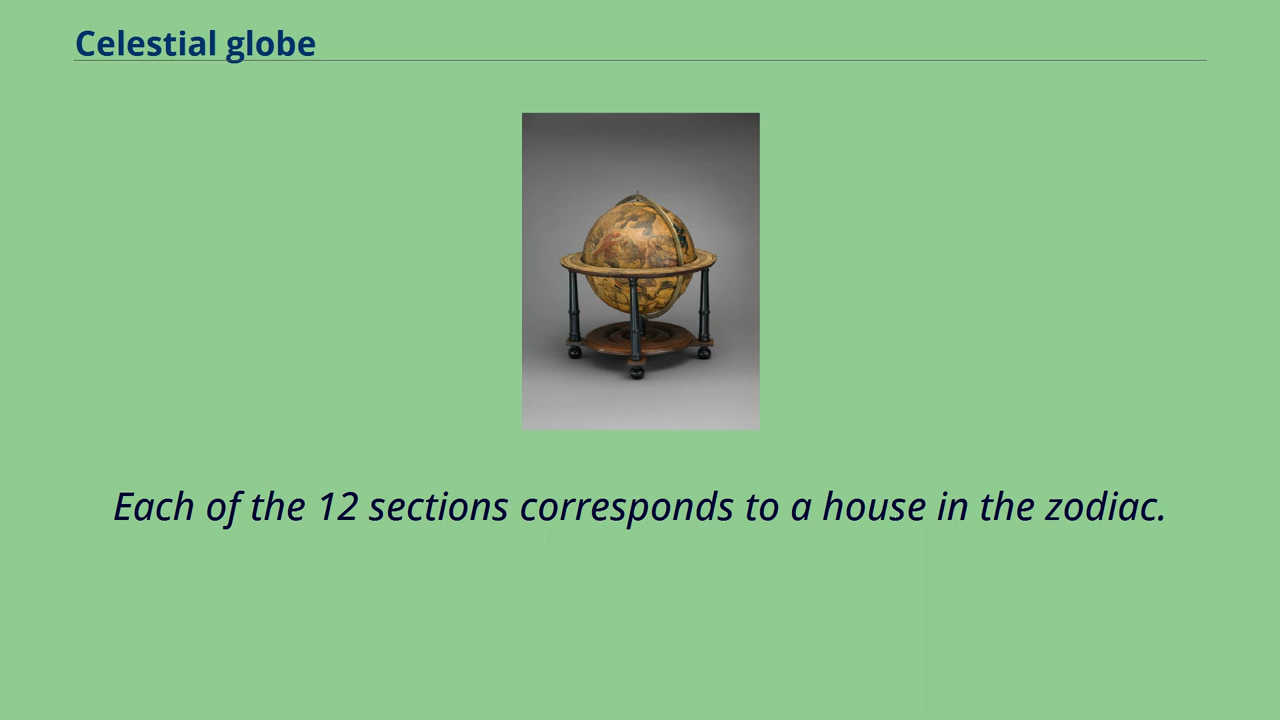 Celestial globe
Each of the 12 sections corresponds to a house in the zodiac.